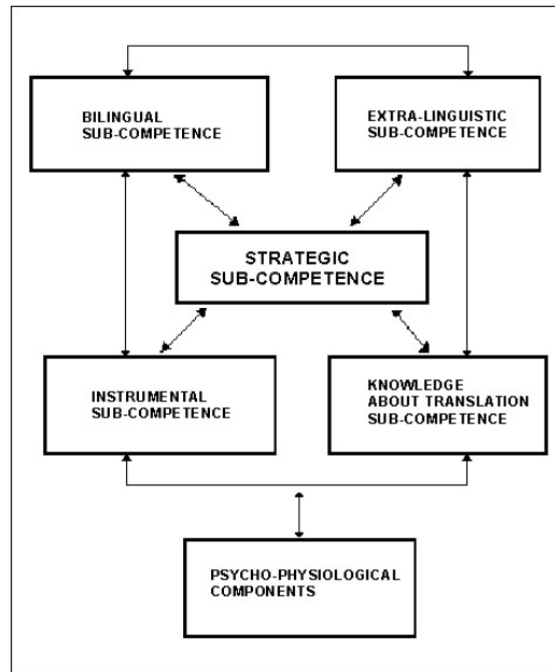 BILINGUAL
SUB-COMPETENCE
EXTRA-LINGUISTIC
SUB-COMPETENCE
STRATEGIC
SUB-COMPETENCE
INSTRUMENTAL
SUB-COMPETENCE
KNOWLEDGE
ABOUT TRANSLATION
SUB-COMPETENCE
PSYCHO-PHYSIOLOGICAL
COMPONENTS